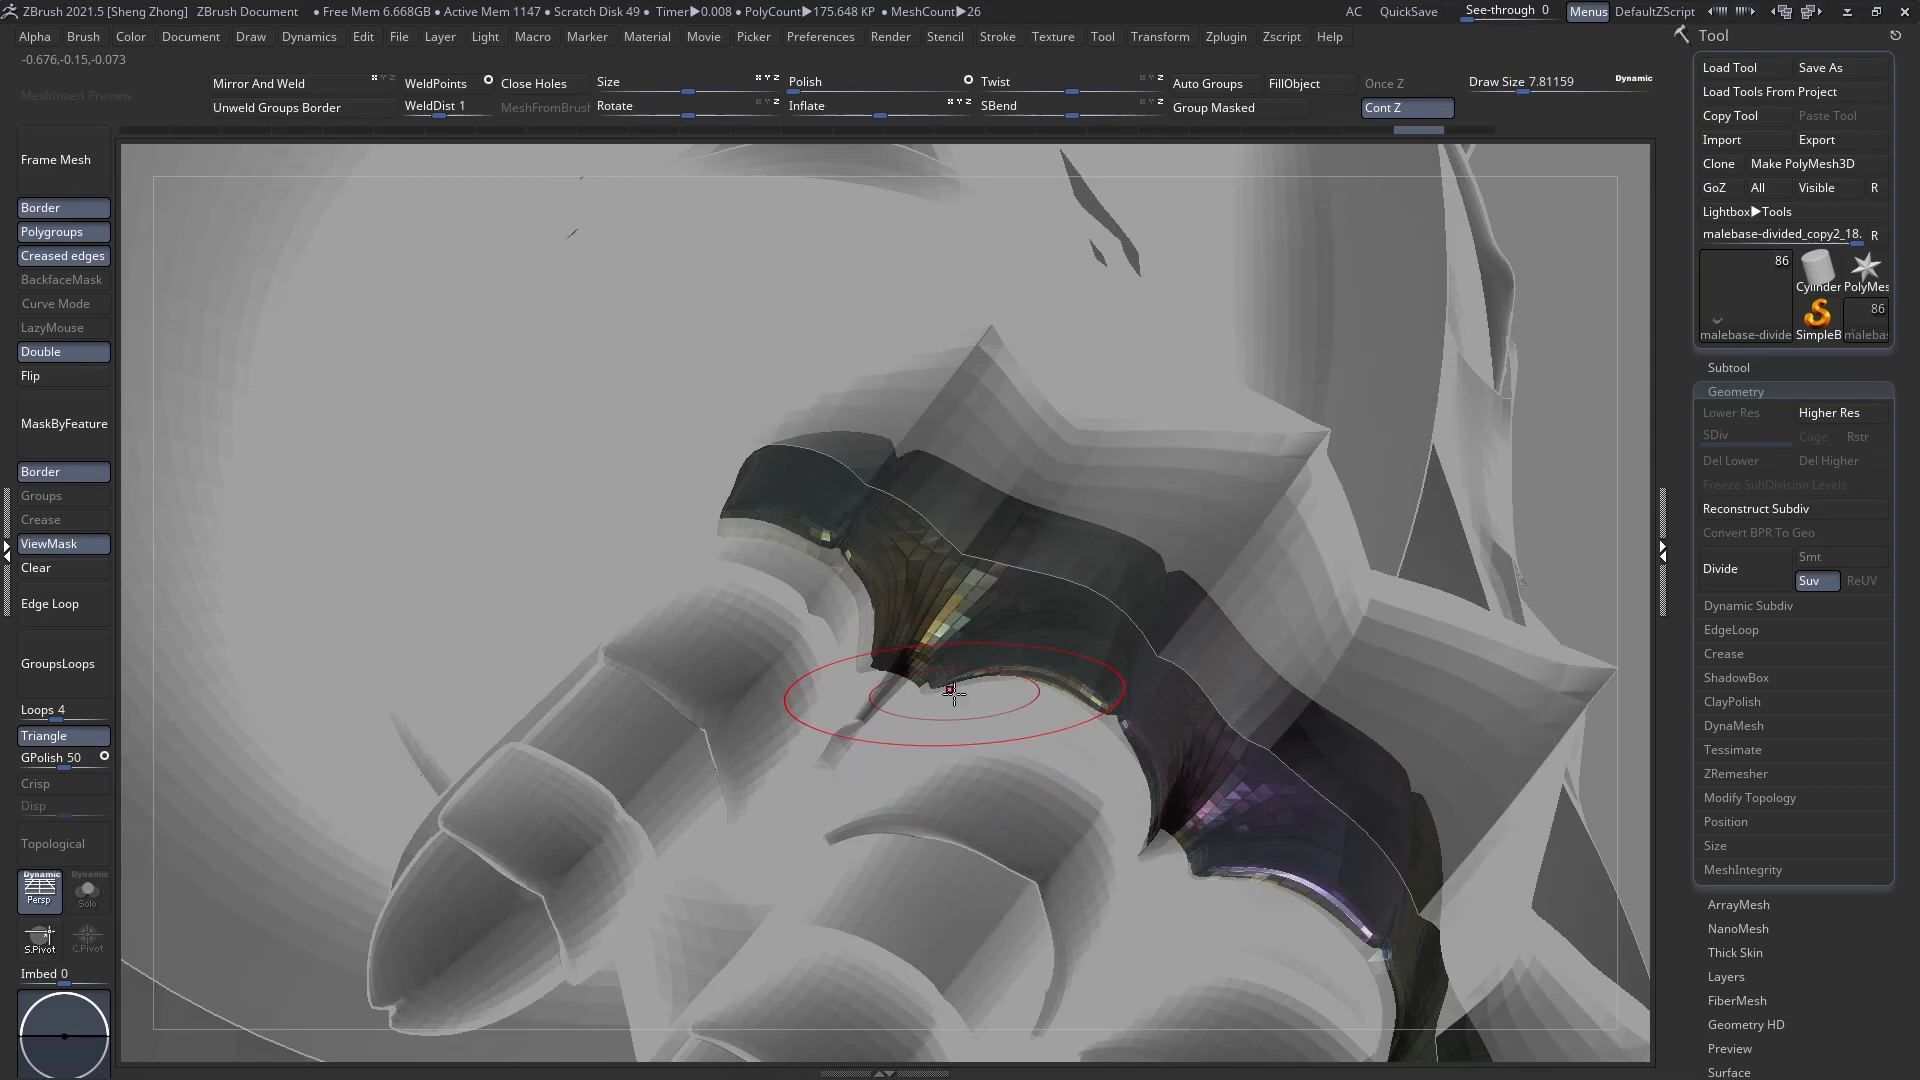 ZBrush 2021.5 [Sheng Zhong] ZBrush Document • Free Mem 6.668GB • Active Mem 1147 • Scratch Disk 49 • Timer▶0.008 • PolyCount▶175.648 KP • MeshCount▶26 AC QuickSave See-through 0 Menus DefaultZScript
Alpha Brush Color Document Draw Dynamics Edit File Layer Light Macro Marker Material Movie Picker Preferences Render Stencil Stroke Texture Tool Transform Zplugin Zscript Help
-0.676,-0.15,-0.073
MeshInsert Preview
Mirror And Weld WeldPoints Close Holes Size Polish Twist Auto Groups FillObject Once Z Draw Size 7.81159 Dynamic
Unweld Groups Border WeldDist 1 MeshFromBrush Rotate Inflate SBend Group Masked Cont Z
Frame Mesh
Border
Polygroups
Creased edges
BackfaceMask
Curve Mode
LazyMouse
Double
Flip
MaskByFeature
Border
Groups
Crease
ViewMask
Clear
Edge Loop
GroupsLoops
Loops 4
Triangle
GPolish 50
Crisp
Disp
Topological
Dynamic Dynamic
Persp Solo
S.Pivot C.Pivot
Imbed 0
Tool
Load Tool Save As
Load Tools From Project
Copy Tool Paste Tool
Import Export
Clone Make PolyMesh3D
GoZ All Visible R
Lightbox▶Tools
malebase-divided_copy2_18. R
86
Cylinder PolyMes
86
malebase-divide SimpleB maleba
Subtool
Geometry
Lower Res Higher Res
SDiv Cage Rstr
Del Lower Del Higher
Freeze SubDivision Levels
Reconstruct Subdiv
Convert BPR To Geo
Divide Smt
Suv ReUV
Dynamic Subdiv
EdgeLoop
Crease
ShadowBox
ClayPolish
DynaMesh
Tessimate
ZRemesher
Modify Topology
Position
Size
MeshIntegrity
ArrayMesh
NanoMesh
Thick Skin
Layers
FiberMesh
Geometry HD
Preview
Surface